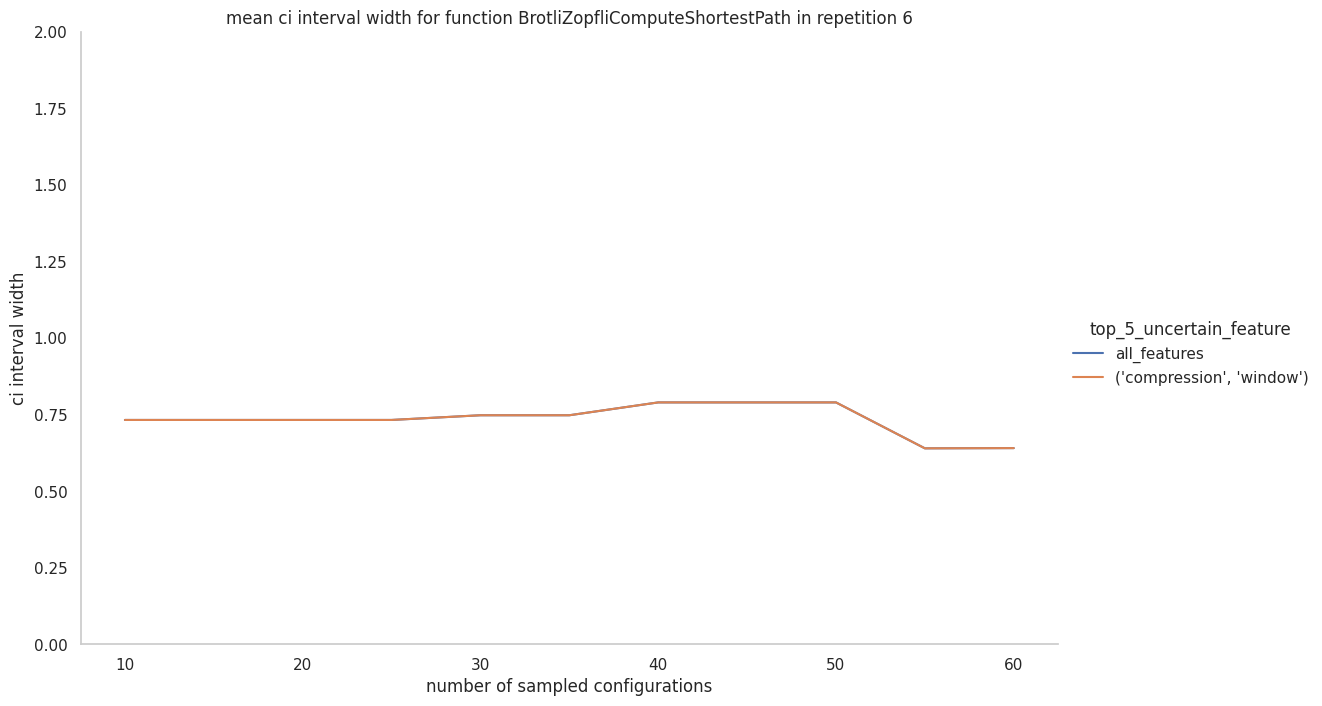 mean ci interval width for function BrotliZopfliComputeShortestPath in repetition 6
2.00
1.75
1.50
1.25
1.00
0.75
0.50
0.25
0.00
ci interval width
10
20
30
40
50
60
number of sampled configurations
top_5_uncertain_feature
all_features
('compression', 'window')